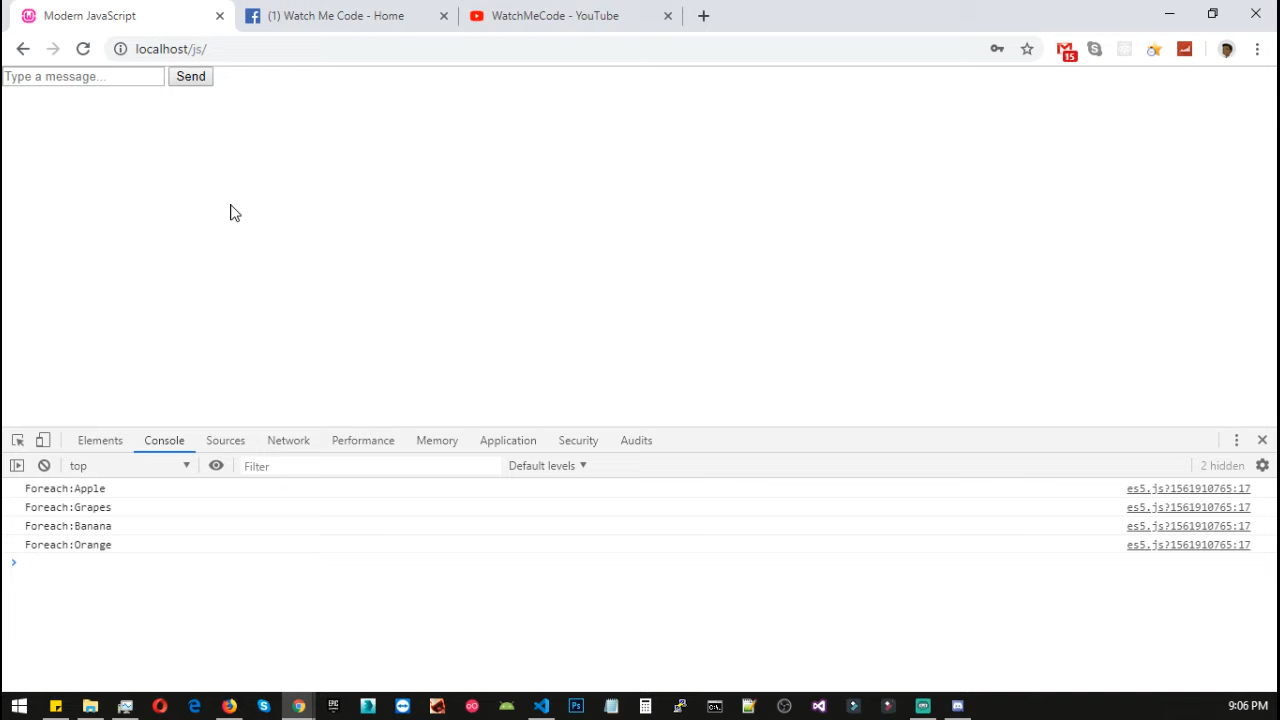 Modern JavaScript
(1) Watch Me Code - Home
WatchMeCode - YouTube
localhost/js/
15
Type a message...
Send
Elements
Console
Sources
Network
Performance
Memory
Application
Security
Audits
top
Filter
Default levels
2 hidden
Foreach:Apple
es5.js?1561910765:17
Foreach:Grapes
es5.js?1561910765:17
Foreach:Banana
es5.js?1561910765:17
Foreach:Orange
es5.js?1561910765:17
9:06 PM